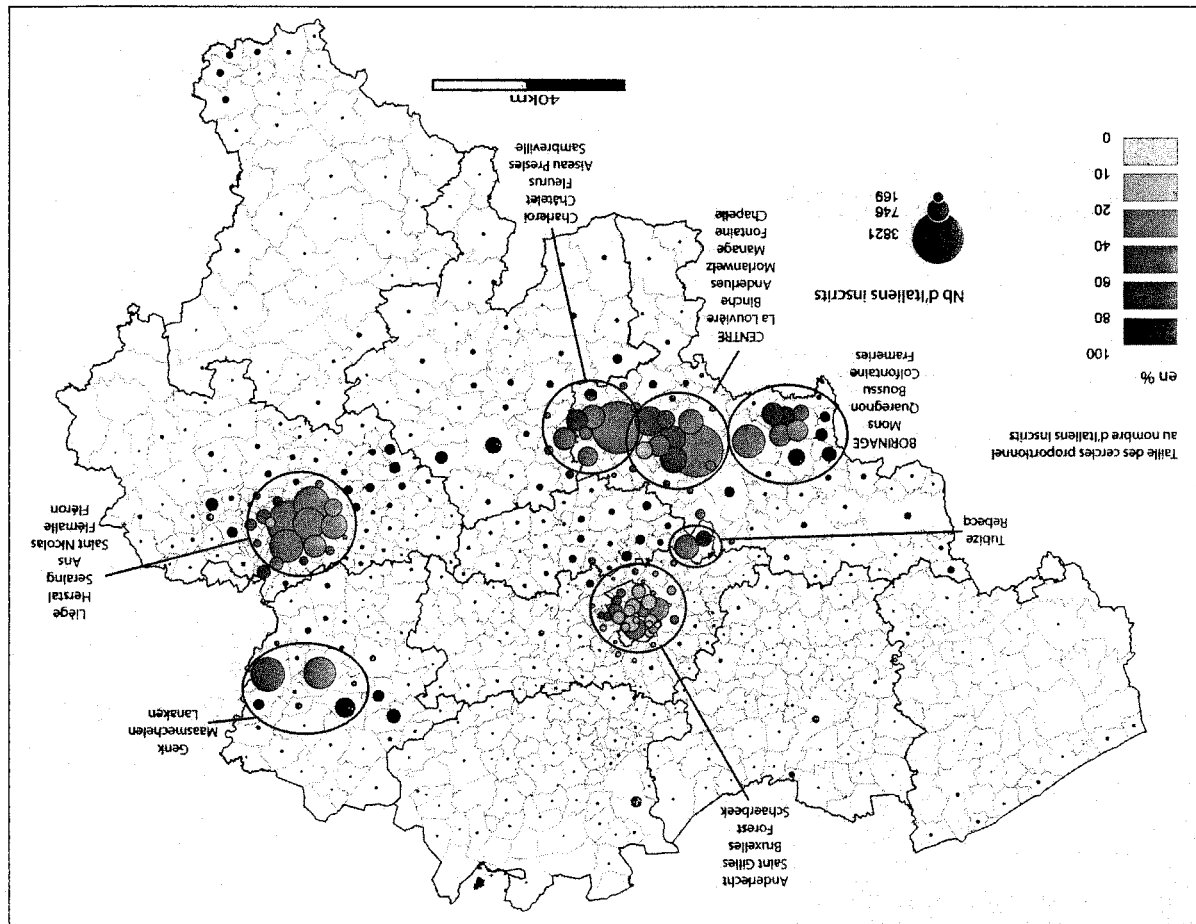 Anderlecht
Saint Gilles
Bruxelles
Forest
Schaerbeek
Genk
Maasmechelen
Lanaken
Liège
Herstal
Seraing
Ans
Saint Nicolas
Flémalle
Fléron
Tubize
Rebecq
Taille des cercles proportionnel
au nombre d'Italiens inscrits
BORINAGE
Mons
Quaregnon
Boussu
Colfontaine
Frameries
CENTRE
La Louvière
Binche
Anderlues
Morlanwelz
Manage
Fontaine
Chapelle
Charleroi
Châtelet
Fleurus
Aiseau Presles
Sambreville
en %
100
80
60
40
20
10
0
Nb d'Italiens inscrits
3821
746
169
40km